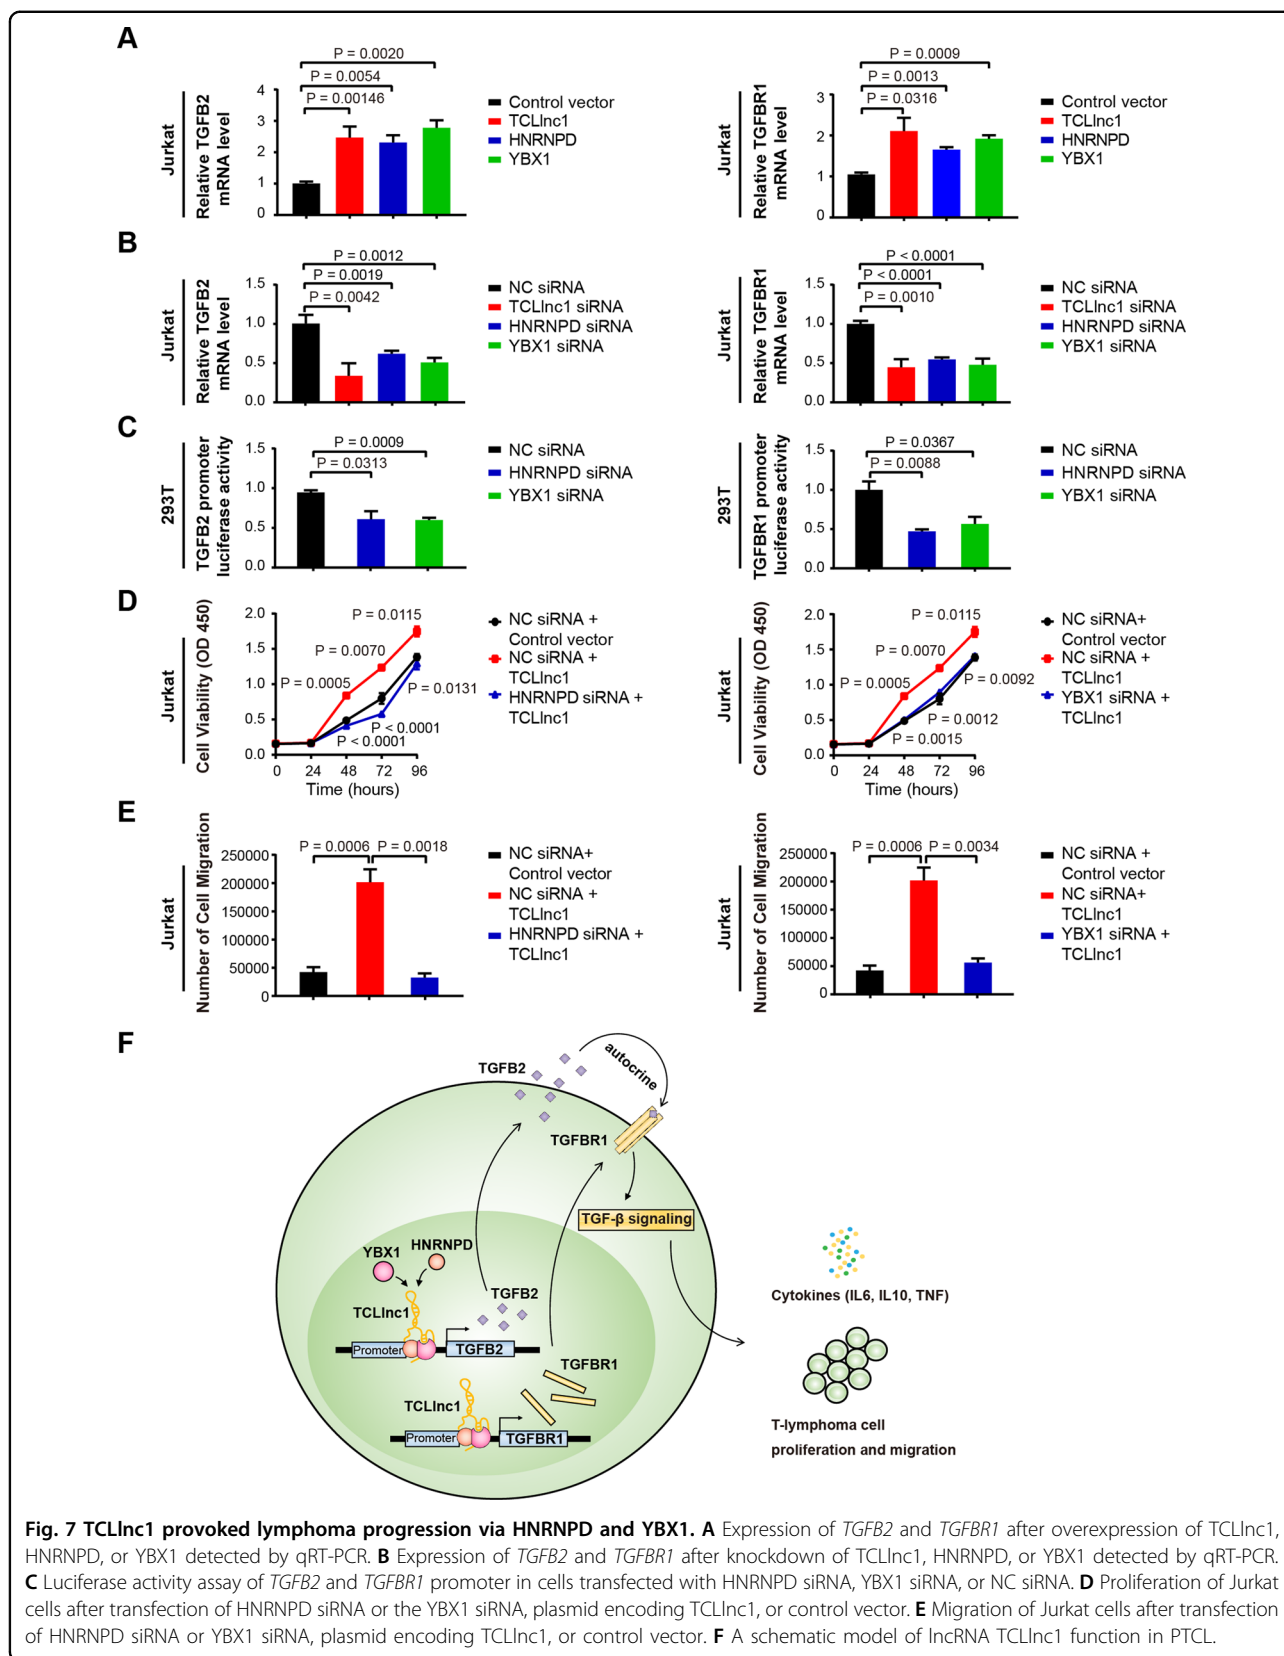 A
P = 0.0020
P = 0.0054
P = 0.00146
Jurkat
Relative TGFB2
mRNA level
4
3
2
1
0
Control vector
TCLlnc1
HNRNPD
YBX1
P = 0.0009
P = 0.0013
P = 0.0316
Jurkat
Relative TGFBR1
mRNA level
3
2
1
0
Control vector
TCLlnc1
HNRNPD
YBX1
B
P = 0.0012
P = 0.0019
P = 0.0042
Jurkat
Relative TGFB2
mRNA level
1.5
1.0
0.5
0.0
NC siRNA
TCLlnc1 siRNA
HNRNPD siRNA
YBX1 siRNA
P < 0.0001
P < 0.0001
P = 0.0010
Jurkat
Relative TGFBR1
mRNA level
1.5
1.0
0.5
0.0
NC siRNA
TCLlnc1 siRNA
HNRNPD siRNA
YBX1 siRNA
C
P = 0.0009
P = 0.0313
293T
TGFB2 promoter
luciferase activity
1.5
1.0
0.5
0.0
NC siRNA
HNRNPD siRNA
YBX1 siRNA
P = 0.0367
P = 0.0088
293T
TGFBR1 promoter
luciferase activity
1.5
1.0
0.5
0.0
NC siRNA
HNRNPD siRNA
YBX1 siRNA
D
Jurkat
Cell Viability (OD 450)
2.0
1.5
1.0
0.5
0.0
P = 0.0115
P = 0.0070
P = 0.0005
P = 0.0131
P < 0.0001
P < 0.0001
0 24 48 72 96
Time (hours)
NC siRNA +
Control vector
NC siRNA +
TCLlnc1
HNRNPD siRNA +
TCLlnc1
Jurkat
Cell Viability (OD 450)
2.0
1.5
1.0
0.5
0.0
P = 0.0115
P = 0.0070
P = 0.0005
P = 0.0092
P = 0.0012
P = 0.0015
0 24 48 72 96
Time (hours)
NC siRNA+
Control vector
NC siRNA +
TCLlnc1
YBX1 siRNA +
TCLlnc1
E
Jurkat
Number of Cell Migration
250000
200000
150000
100000
50000
0
P = 0.0006 P = 0.0018
NC siRNA+
Control vector
NC siRNA +
TCLlnc1
HNRNPD siRNA +
TCLlnc1
Jurkat
Number of Cell Migration
250000
200000
150000
100000
50000
0
P = 0.0006 P = 0.0034
NC siRNA +
Control vector
NC siRNA+
TCLlnc1
YBX1 siRNA +
TCLlnc1
F
TGFB2
autocrine
TGFBR1
TGF-β signaling
YBX1
HNRNPD
TCLlnc1
TGFB2
Promoter
TGFB2
TGFBR1
TCLlnc1
Promoter
TGFBR1
Cytokines (IL6, IL10, TNF)
T-lymphoma cell
proliferation and migration
Fig. 7 TCLlnc1 provoked lymphoma progression via HNRNPD and YBX1. A Expression of TGFB2 and TGFBR1 after overexpression of TCLlnc1,
HNRNPD, or YBX1 detected by qRT-PCR. B Expression of TGFB2 and TGFBR1 after knockdown of TCLlnc1, HNRNPD, or YBX1 detected by qRT-PCR.
C Luciferase activity assay of TGFB2 and TGFBR1 promoter in cells transfected with HNRNPD siRNA, YBX1 siRNA, or NC siRNA. D Proliferation of Jurkat
cells after transfection of HNRNPD siRNA or the YBX1 siRNA, plasmid encoding TCLlnc1, or control vector. E Migration of Jurkat cells after transfection
of HNRNPD siRNA or YBX1 siRNA, plasmid encoding TCLlnc1, or control vector. F A schematic model of lncRNA TCLlnc1 function in PTCL.